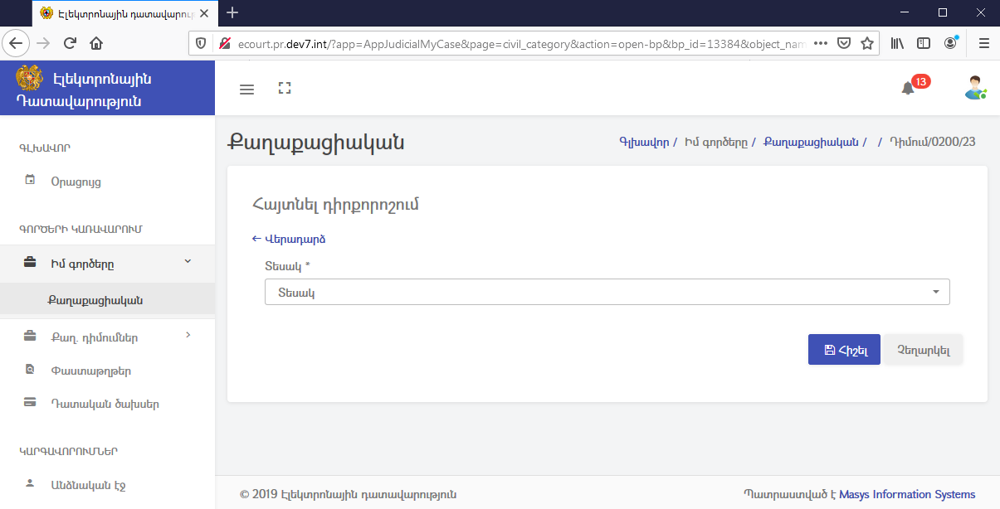 Էլեկտրոնային դատավարուր
ecourt.pr.dev7.int/?app=AppJudicialMyCase&page=civil_category&action=open-bp&bp_id=13384&object_nam
Էլեկտրոնային
Դատավարություն
13
ԳԼԽԱՎՈՐ
Օրացույց
ԳՈՐԾԵՐԻ ԿԱՌԱՎԱՐՈՒՄ
Իմ գործերը
Քաղաքացիական
Քաղ. դիմումներ
Փաստաթղթեր
Դատական ծախսեր
ԿԱՐԳԱՎՈՐՈՒՄՆԵՐ
Անձնական էջ
Քաղաքացիական
Գլխավոր / Իմ գործերը / Քաղաքացիական / / Դիմում/0200/23
Հայտնել դիրքորոշում
← Վերադարձ
Տեսակ *
Տեսակ
Հիշել Չեղարկել
© 2019 Էլեկտրոնային դատավարություն
Պատրաստված է Masys Information Systems